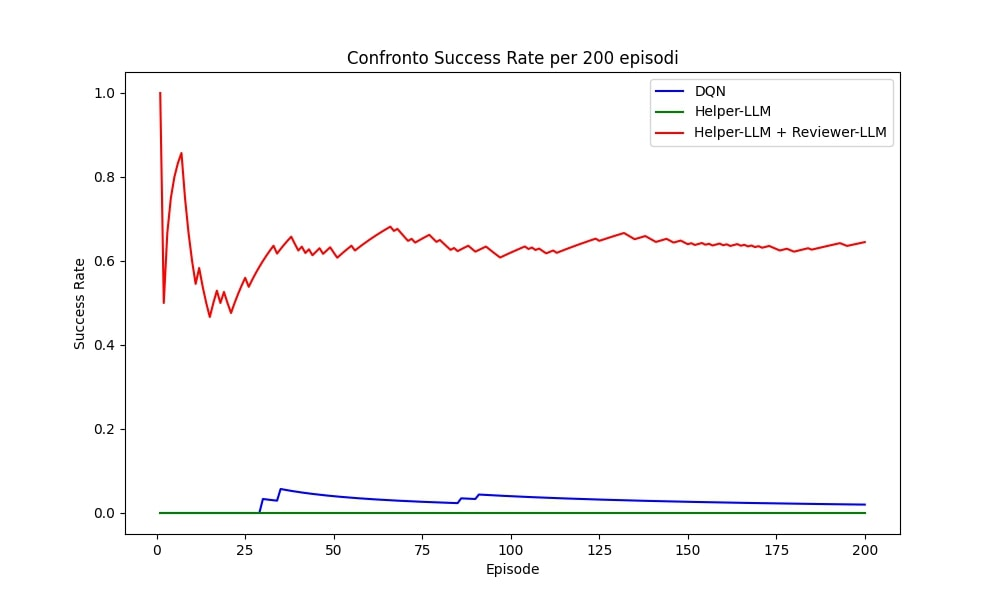 Confronto Success Rate per 200 episodi
DQN
Helper-LLM
Helper-LLM + Reviewer-LLM
Success Rate
1.0
0.8
0.6
0.4
0.2
0.0
0 25 50 75 100 125 150 175 200
Episode